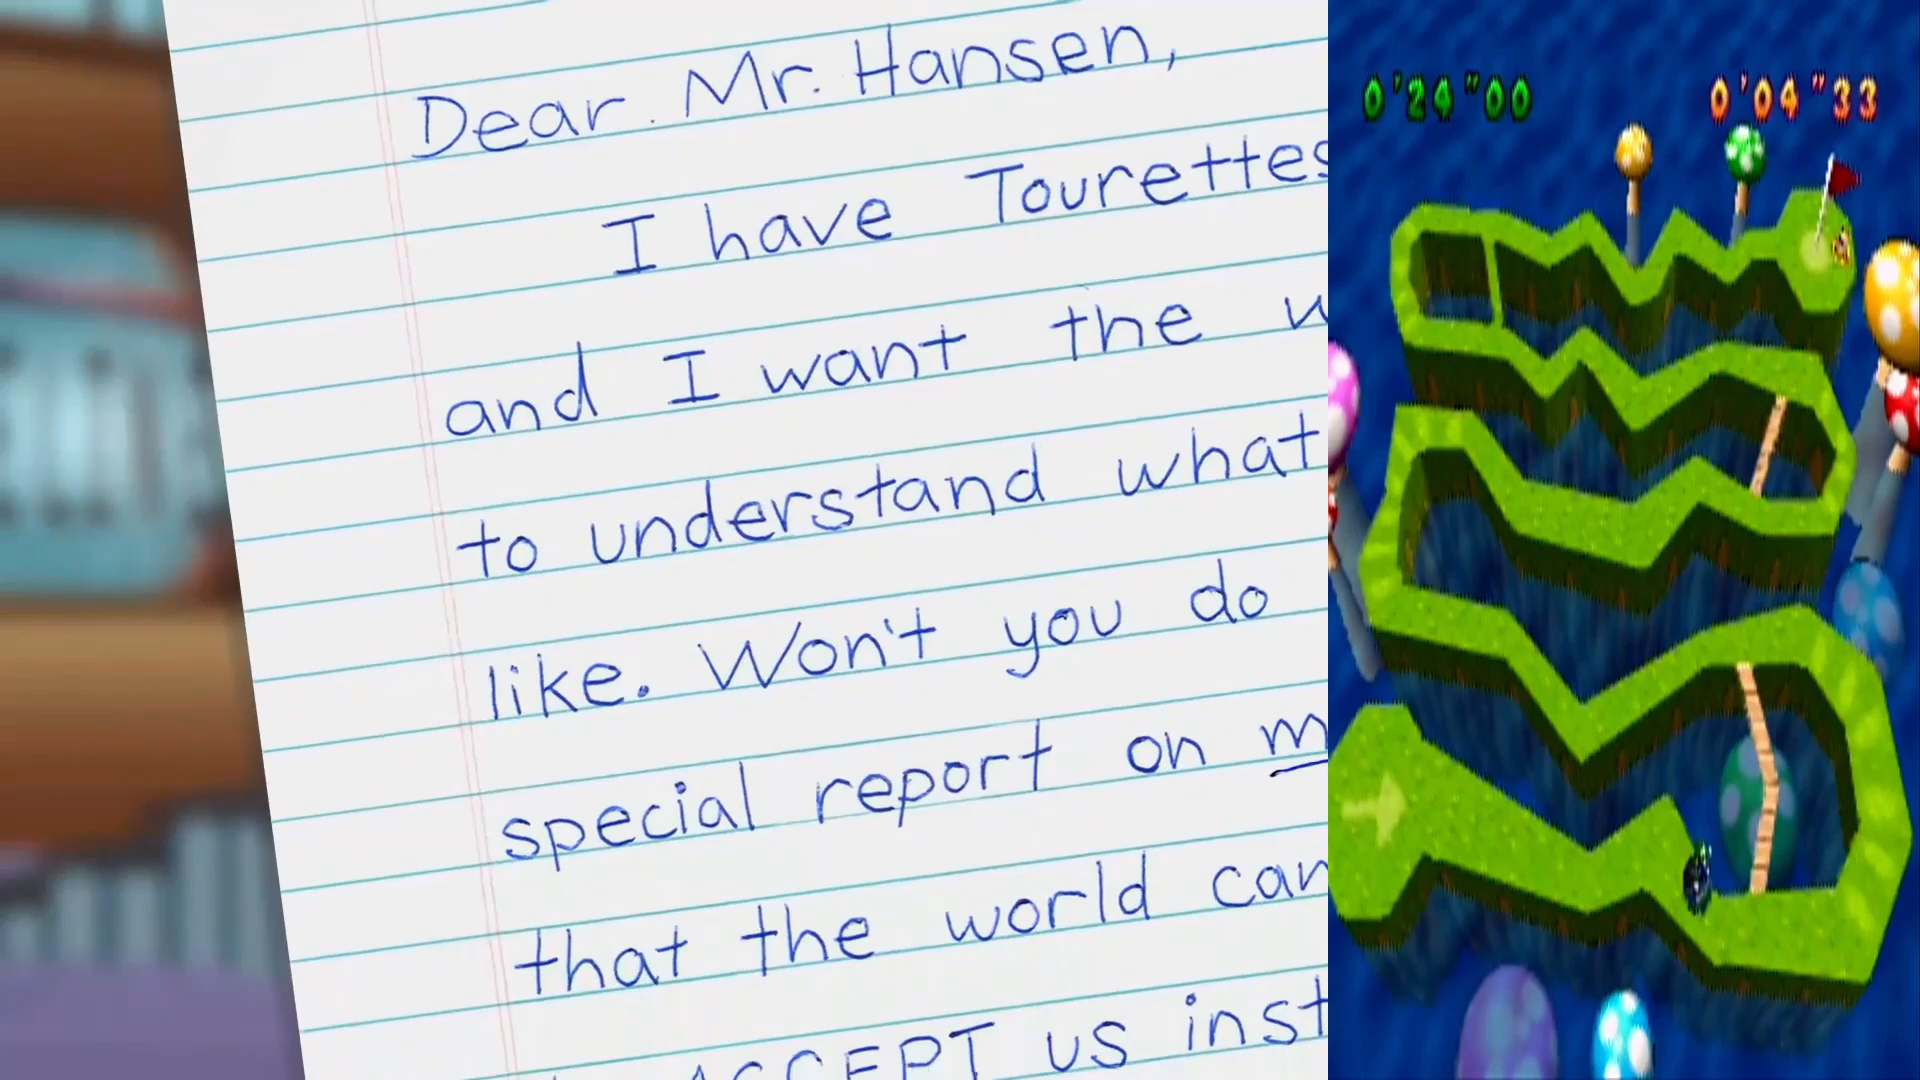 Dear Mr. Hansen,
I have Tourettes
and I want the
to understand what
like. Won't you do
special report on
that the world can
ACCEPT us inst
0'24"00
0'04"33